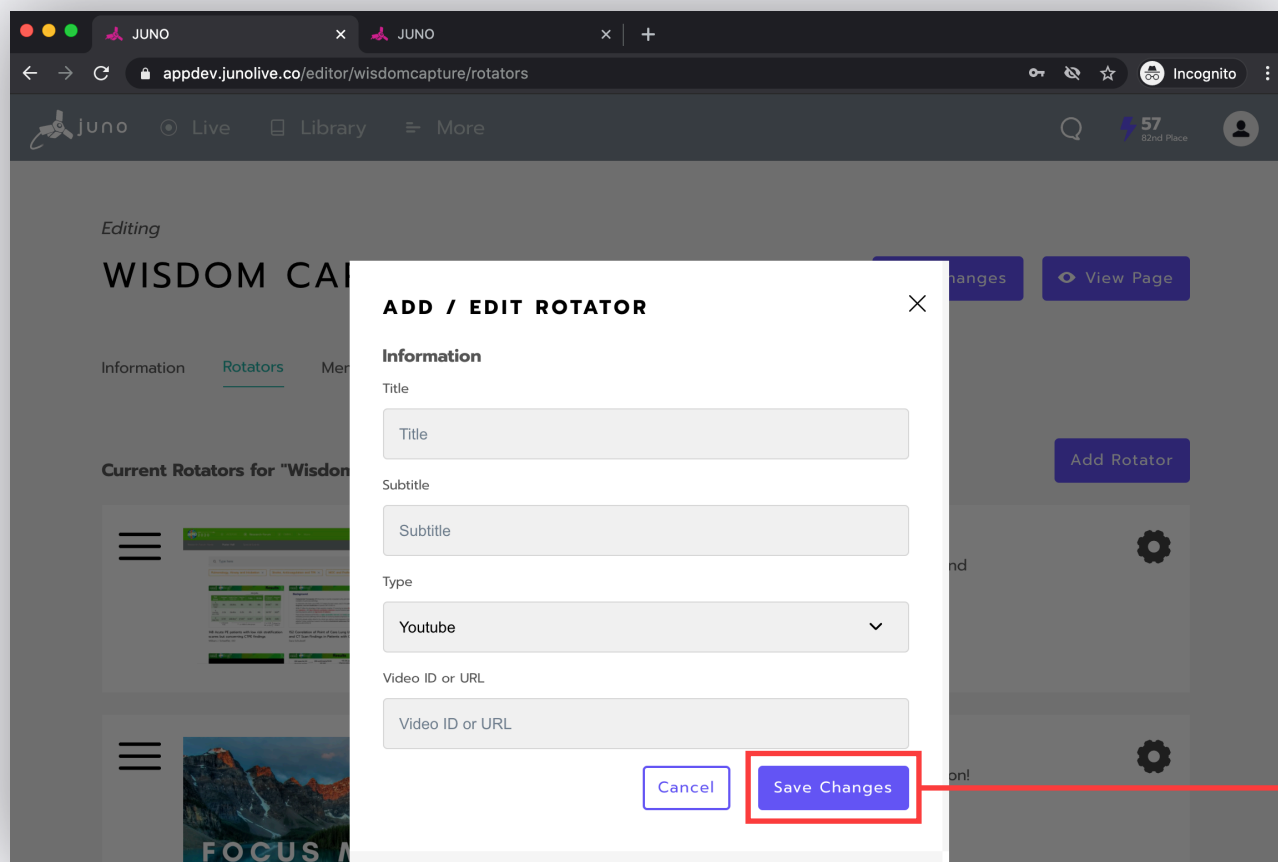 JUNO
JUNO
appdev.junolive.co/editor/wisdomcapture/rotators
Incognito
juno
Live
Library
More
57
82nd Place
Editing
WISDOM CA
hanges
View Page
Information
Rotators
Mer
Current Rotators for "Wisdom
Add Rotator
ADD / EDIT ROTATOR
Information
Title
Title
Subtitle
Subtitle
Type
Youtube
Video ID or URL
Video ID or URL
Cancel
Save Changes
nd
on!
FOCUS